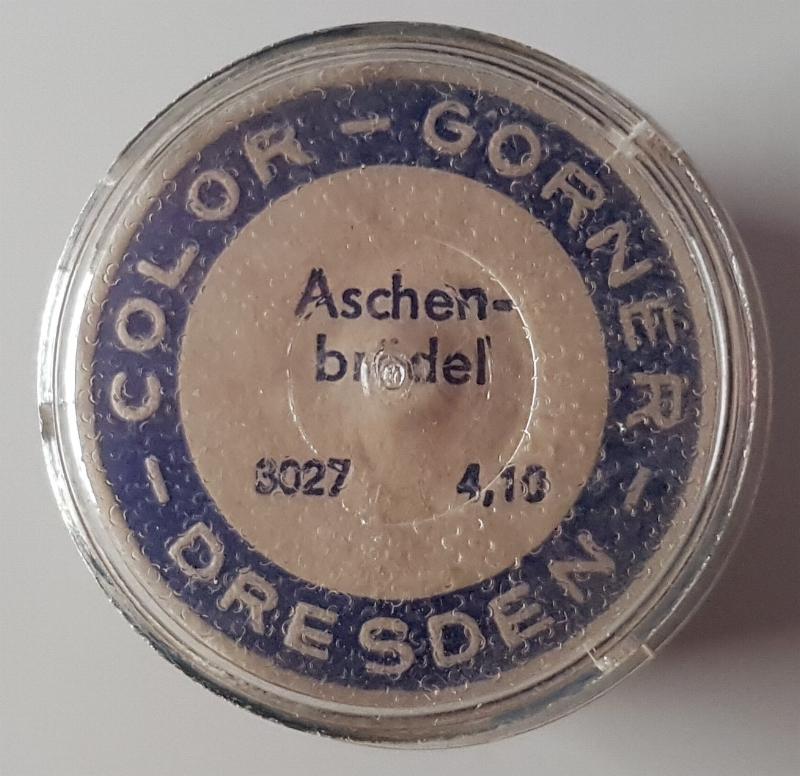 COLOR - GORNER - DRESDEN -
Aschen-
brödel
3027 4,10